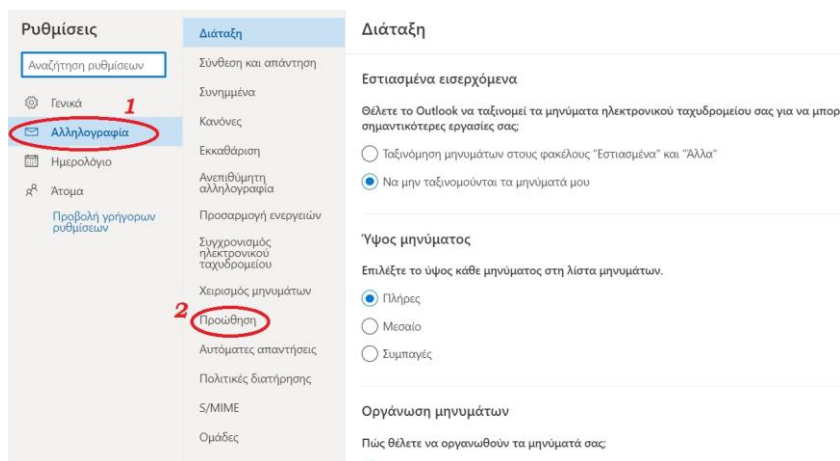 Ρυθμίσεις
Αναζήτηση ρυθμίσεων
Γενικά
1
Αλληλογραφία
Ημερολόγιο
Άτομα
Προβολή γρήγορων
ρυθμίσεων
Διάταξη
Σύνθεση και απάντηση
Συνημμένα
Κανόνες
Εκκαθάριση
Ανεπιθύμητη
αλληλογραφία
Προσαρμογή ενεργειών
Συγχρονισμός
ηλεκτρονικού
ταχυδρομείου
Χειρισμός μηνυμάτων
2
Προώθηση
Αυτόματες απαντήσεις
Πολιτικές διατήρησης
S/MIME
Ομάδες
Διάταξη
Εστιασμένα εισερχόμενα
Θέλετε το Outlook να ταξινομεί τα μηνύματα ηλεκτρονικού ταχυδρομείου σας για να μπορ
σημαντικότερες εργασίες σας;
Ταξινόμηση μηνυμάτων στους φακέλους "Εστιασμένα" και "Άλλα"
Να μην ταξινομούνται τα μηνύματά μου
Ύψος μηνύματος
Επιλέξτε το ύψος κάθε μηνύματος στη λίστα μηνυμάτων.
Πλήρες
Μεσαίο
Συμπαγές
Οργάνωση μηνυμάτων
Πώς θέλετε να οργανωθούν τα μηνύματά σας;